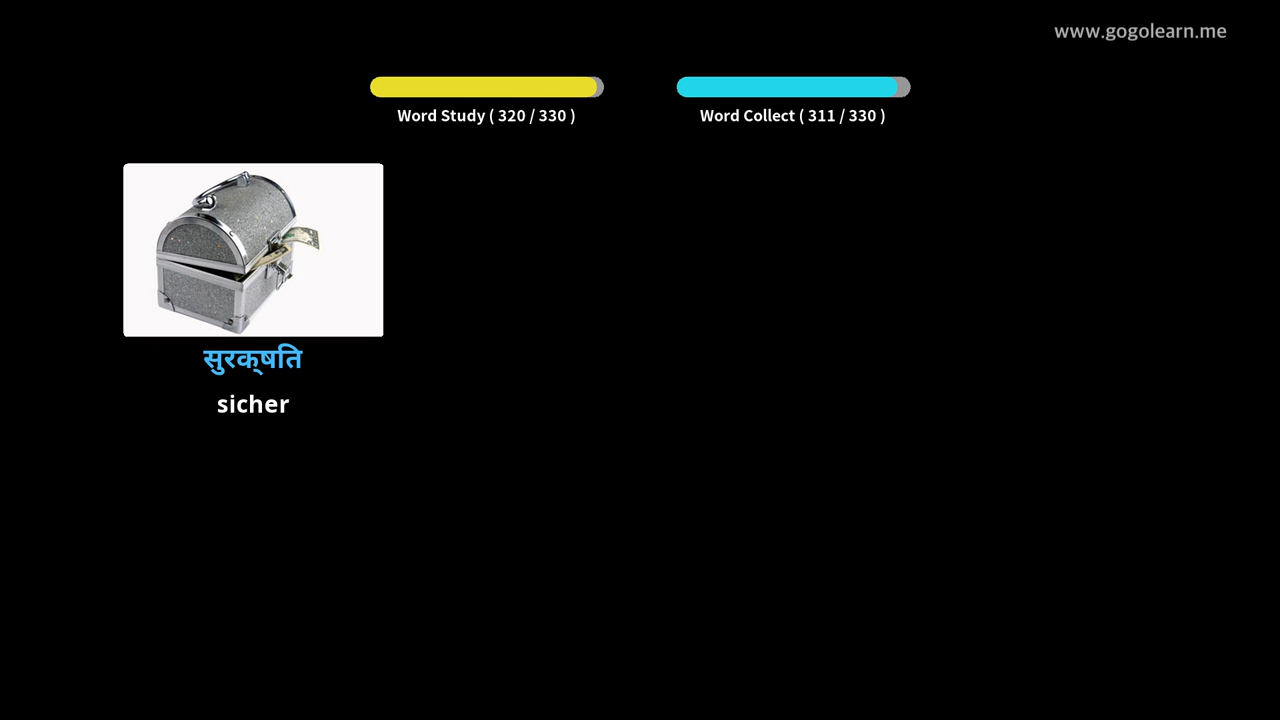 www.gogolearn.me
Word Study ( 320 / 330 )
Word Collect ( 311 / 330 )
सुरक्षति
sicher